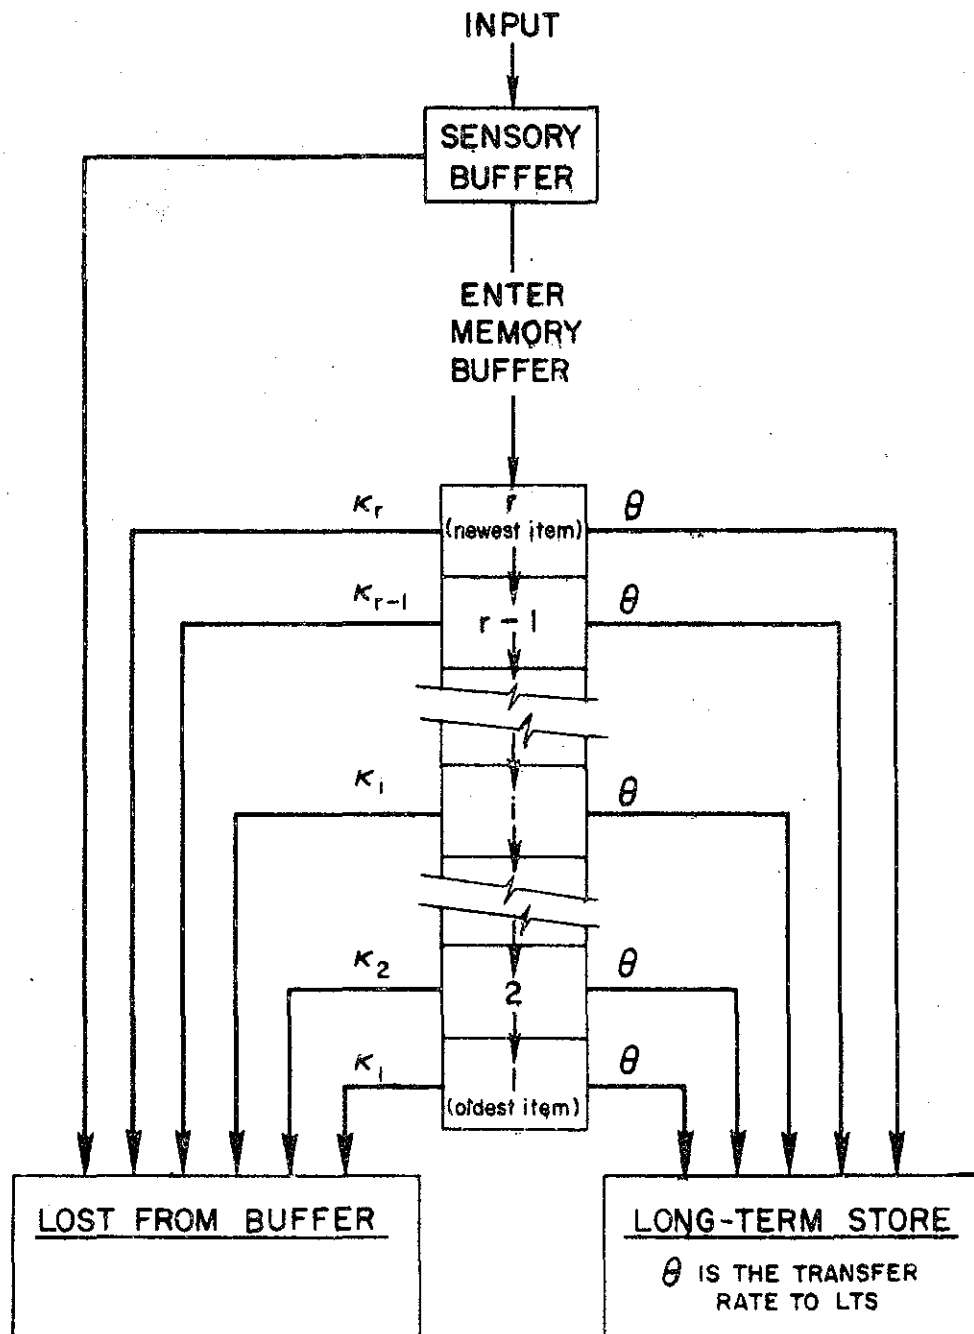 INPUT
SENSORY
BUFFER
ENTER
MEMORY
BUFFER
κr r θ
(newest item)
κr-1 r-1 θ
κi i θ
κ2 2 θ
κ1 1 θ
(oldest item)
LOST FROM BUFFER
LONG-TERM STORE
θ IS THE TRANSFER
RATE TO LTS